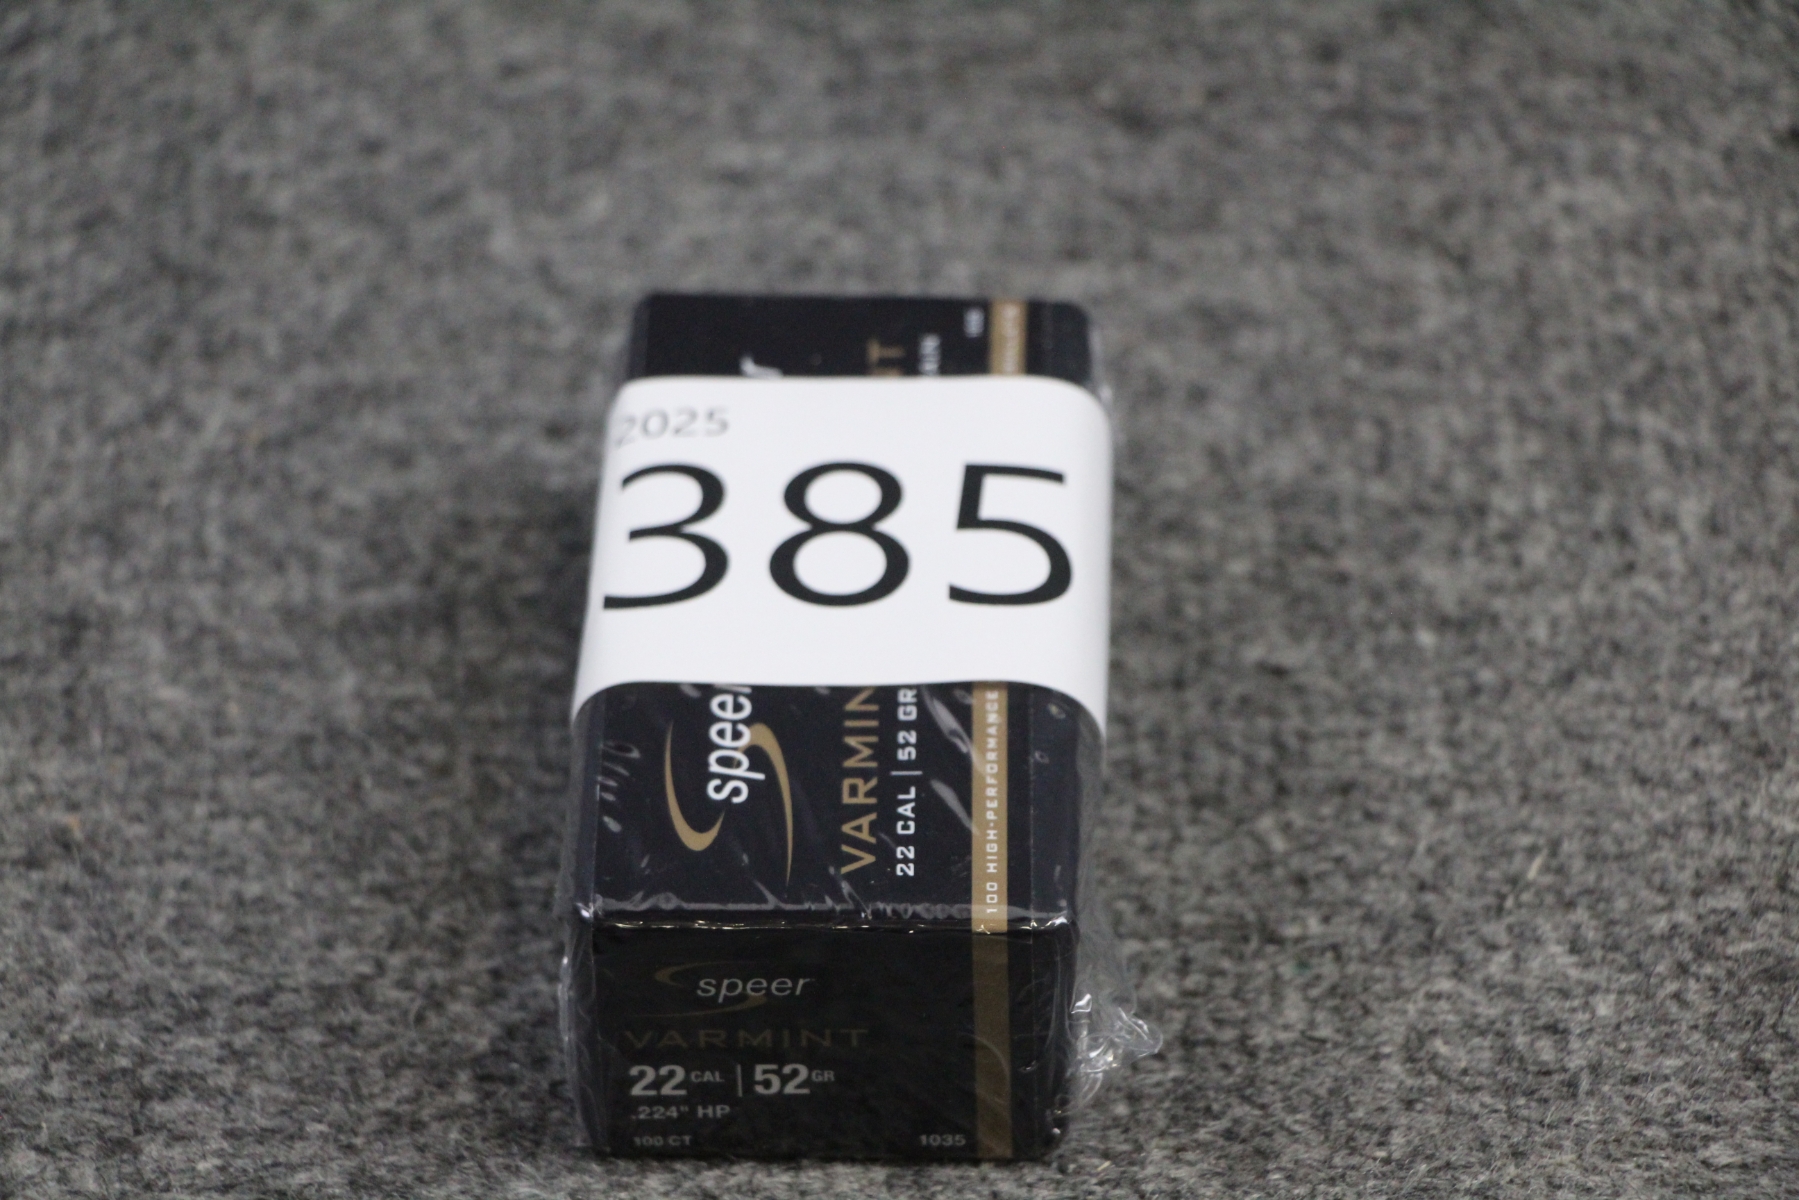 2025
385
speer
VARMIN
22 CAL | 52 GR
100 HIGH-PERFORMANCE
speer
VARMINT
22 CAL | 52 GR
.224" HP
100 CT
1035